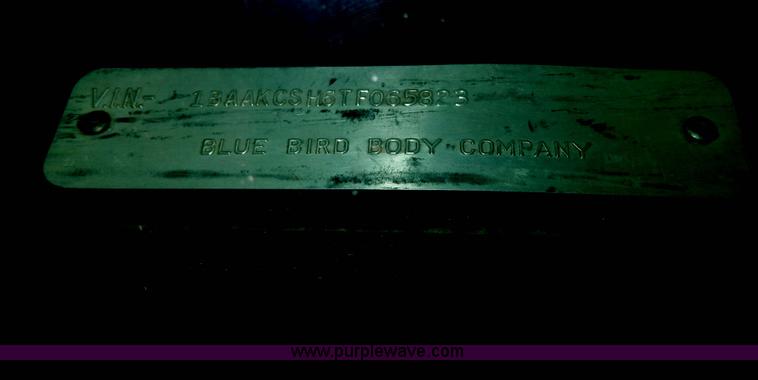 V.I.N.- 1BAAKCSH6TF065823
BLUE BIRD BODY COMPANY
www.purplewave.com